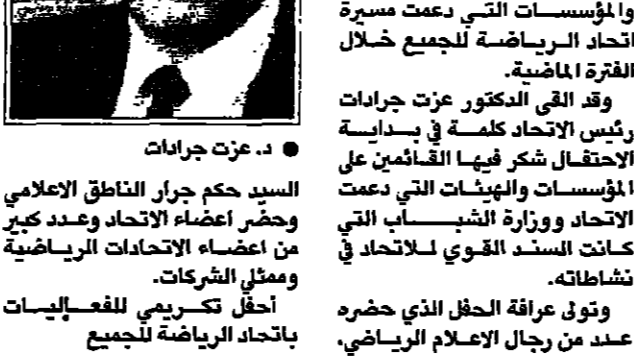 والمؤسسات التي دعمت مسيرة
اتحاد الرياضة للجميع خلال
الفترة الماضية.
وقد القى الدكتور عزت جرادات
رئيس الاتحاد كلمة في بداية
الاحتفال شكر فيها القائمين على
المؤسسات والهيئات التي دعمت
الاتحاد ووزارة الشباب التي
كانت السند القوي للاتحاد في
نشاطاته.
وتولى عرافة الحفل الذي حضره
عدد من رجال الاعلام الرياضي،
● د. عزت جرادات
السيد حكم جرار الناطق الاعلامي
وحضر اعضاء الاتحاد وعدد كبير
من اعضاء الاتحادات الرياضية
وممثلي الشركات.
أحفل تكريمي للفعاليات
باتحاد الرياضة للجميع